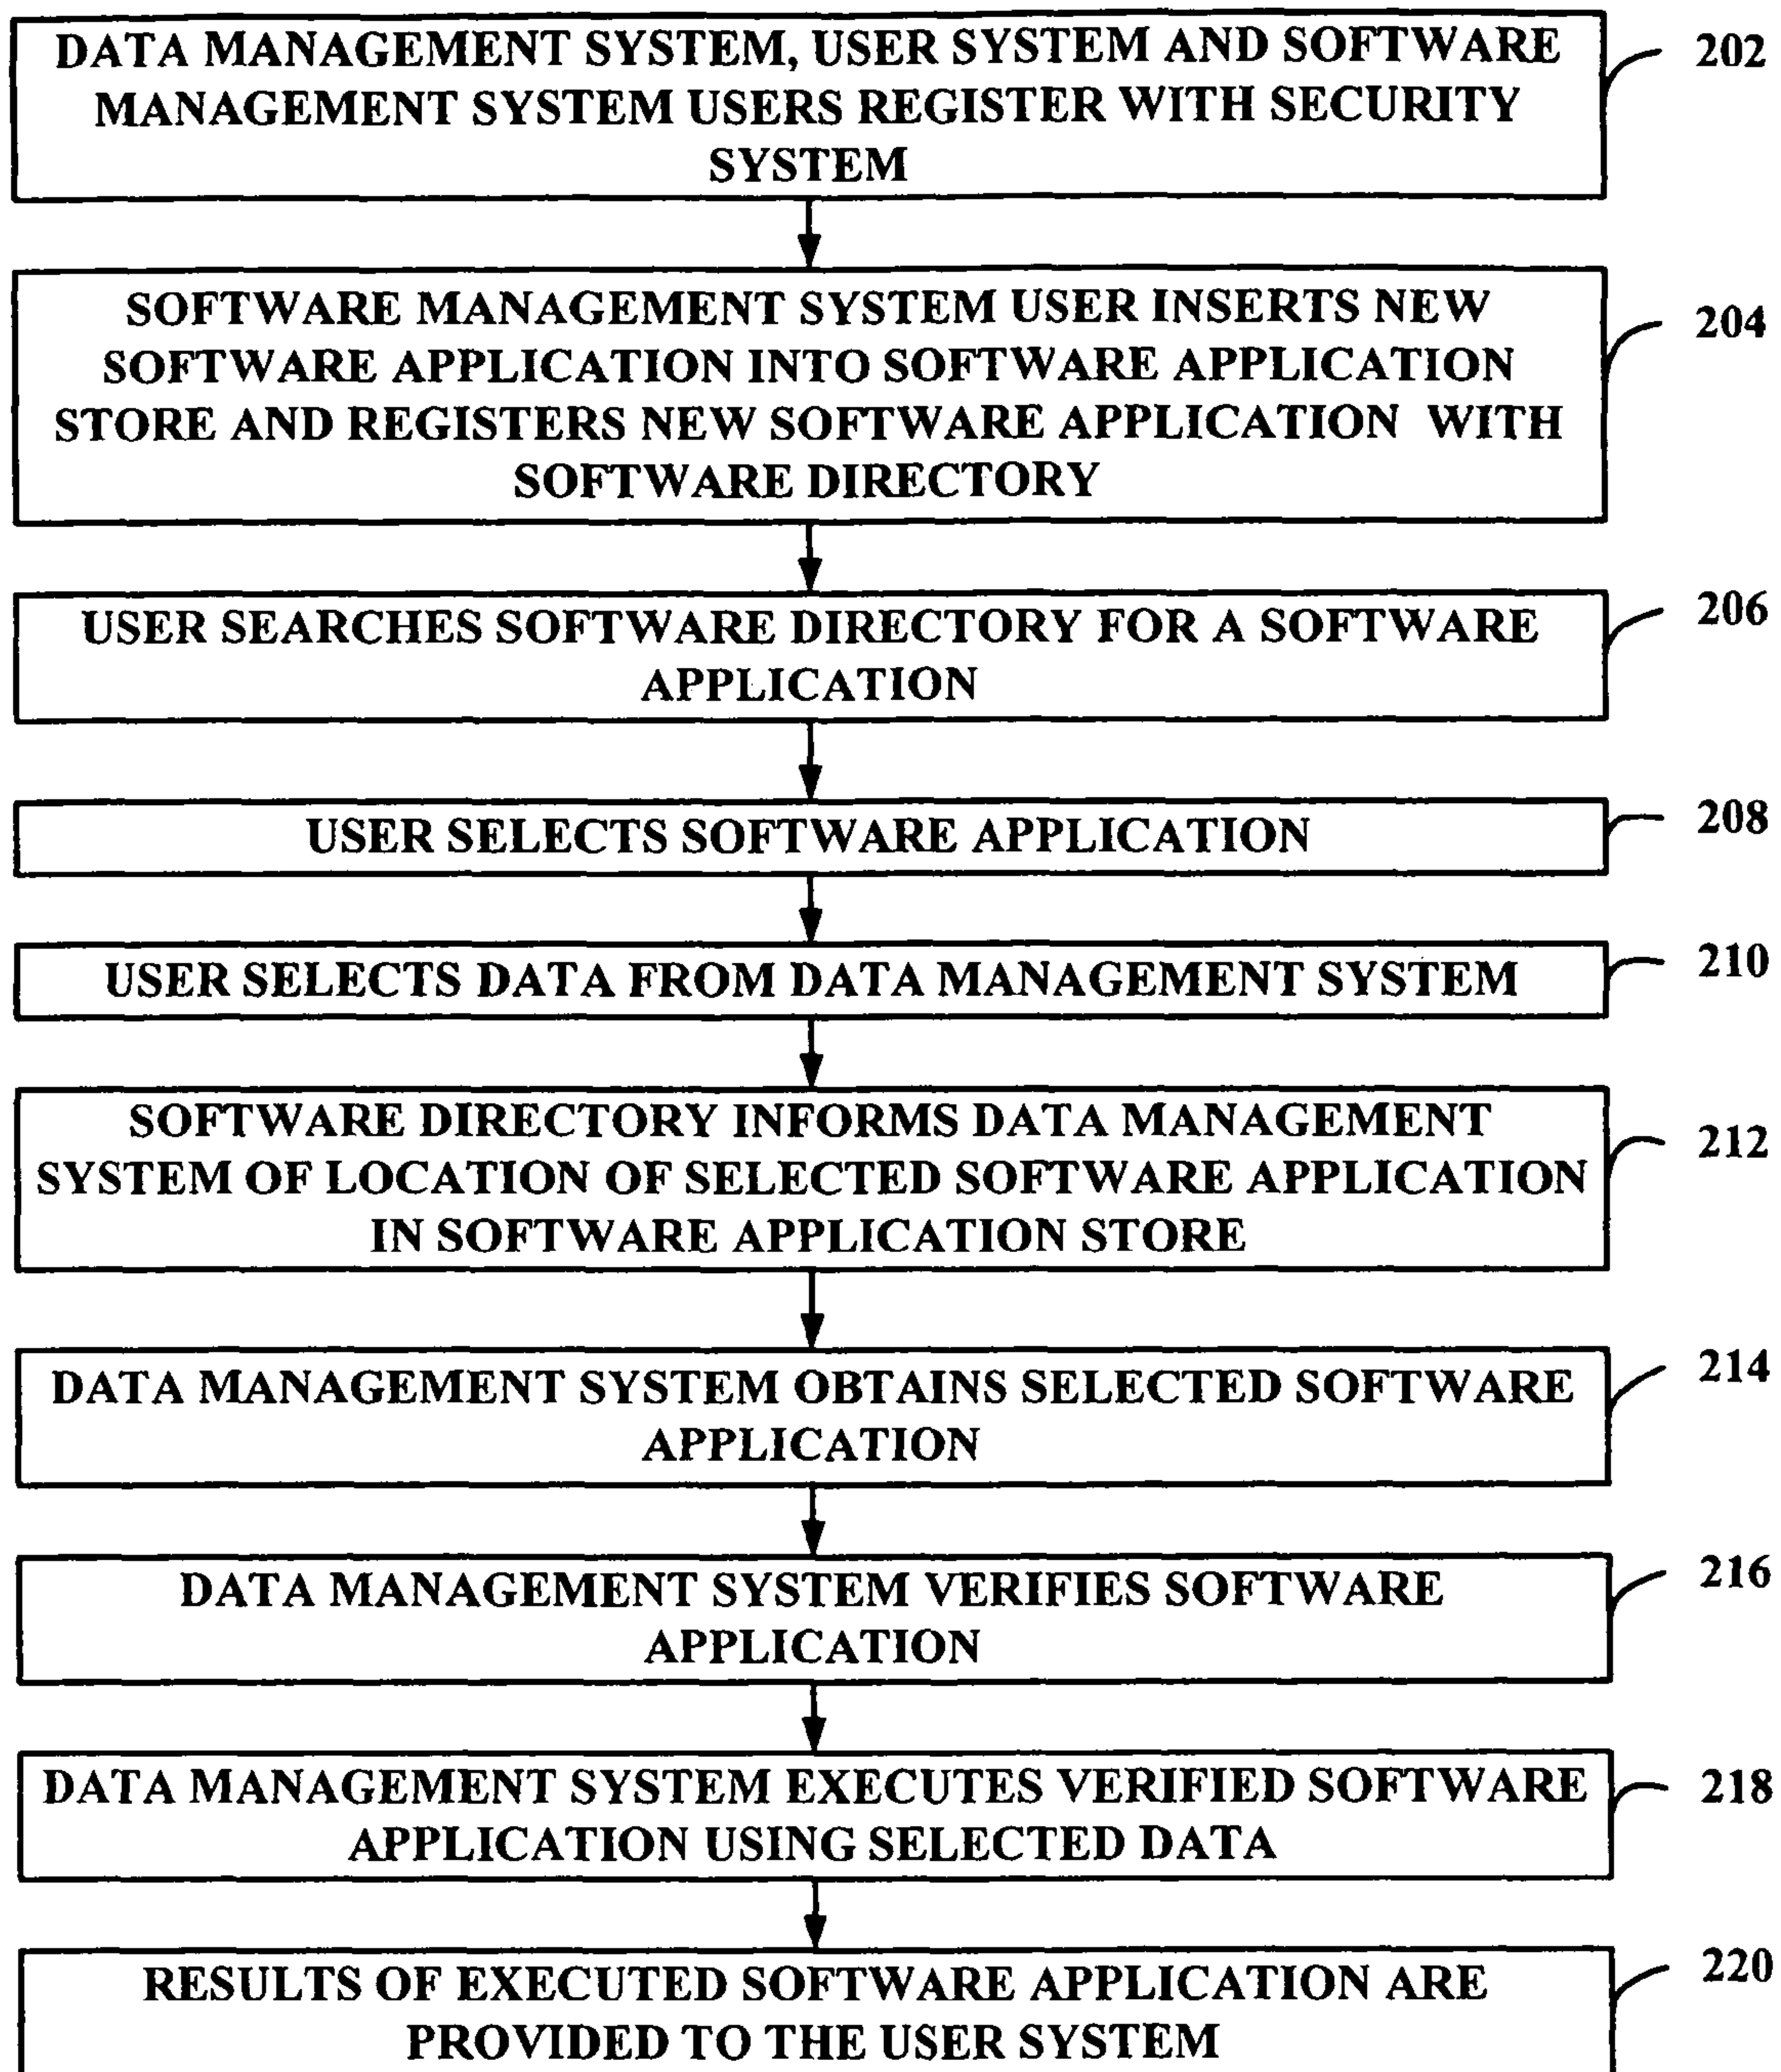 DATA MANAGEMENT SYSTEM, USER SYSTEM AND SOFTWARE
MANAGEMENT SYSTEM USERS REGISTER WITH SECURITY
SYSTEM
202
SOFTWARE MANAGEMENT SYSTEM USER INSERTS NEW
SOFTWARE APPLICATION INTO SOFTWARE APPLICATION
STORE AND REGISTERS NEW SOFTWARE APPLICATION WITH
SOFTWARE DIRECTORY
204
USER SEARCHES SOFTWARE DIRECTORY FOR A SOFTWARE
APPLICATION
206
USER SELECTS SOFTWARE APPLICATION
208
USER SELECTS DATA FROM DATA MANAGEMENT SYSTEM
210
SOFTWARE DIRECTORY INFORMS DATA MANAGEMENT
SYSTEM OF LOCATION OF SELECTED SOFTWARE APPLICATION
IN SOFTWARE APPLICATION STORE
212
DATA MANAGEMENT SYSTEM OBTAINS SELECTED SOFTWARE
APPLICATION
214
DATA MANAGEMENT SYSTEM VERIFIES SOFTWARE
APPLICATION
216
DATA MANAGEMENT SYSTEM EXECUTES VERIFIED SOFTWARE
APPLICATION USING SELECTED DATA
218
RESULTS OF EXECUTED SOFTWARE APPLICATION ARE
PROVIDED TO THE USER SYSTEM
220